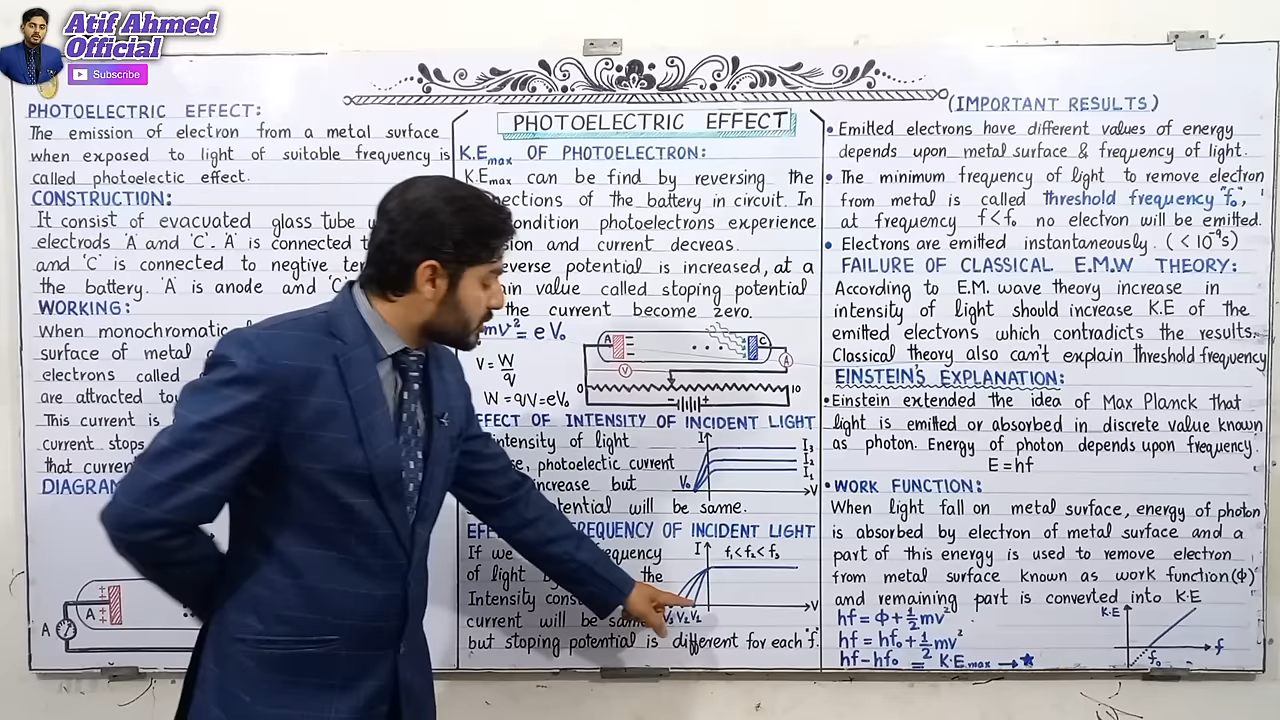 Atif Ahmed
Official
Subscribe
PHOTOELECTRIC EFFECT:
The emission of electron from a metal surface
when exposed to light of suitable frequency is
called photoelectic effect.
CONSTRUCTION:
It consist of evacuated glass tube
electrods 'A' and 'C'. 'A' is connected
and 'C' is connected to negtive
the battery. 'A' is anode and 'C'
WORKING:
When monochromatic
surface of metal
electrons called
are attracted
This current is
current stops
that
A
A
PHOTOELECTRIC EFFECT
K.Emax OF PHOTOELECTRON:
K.Emax can be find by reversing the
of the battery in circuit. In
condition photoelectrons experience
and current decreas.
potential is increased, at a
value called stoping potential
the current become zero.
mv² = eV₀
V = W/q
W = qV = eV₀
A C
V A
0 10
- +
OF INTENSITY OF INCIDENT LIGHT
intensity of light
photoelectic current
increase but
will be same.
I I₃
I₂
I₁
V₀ V
OF INCIDENT LIGHT
If we
of light the
Intensity
current will be
but stoping potential is different for each 'f'.
I f₁<f₂<f₃
V
V₃ V₂ V₁
(IMPORTANT RESULTS)
• Emitted electrons have different values of energy
depends upon metal surface & frequency of light.
• The minimum frequency of light to remove electron
from metal is called threshold frequency "f₀",
at frequency f<f₀ no electron will be emitted.
• Electrons are emitted instantaneously. (<10⁻⁹s)
FAILURE OF CLASSICAL E.M.W THEORY:
According to E.M. wave theory increase in
intensity of light should increase K.E of the
emitted electrons which contradicts the results.
Classical theory also can't explain threshold frequency
EINSTEIN'S EXPLANATION:
• Einstein extended the idea of Max Planck that
light is emitted or absorbed in discrete value known
as photon. Energy of photon depends upon frequency.
E = hf
• WORK FUNCTION:
When light fall on metal surface, energy of photon
is absorbed by electron of metal surface and a
part of this energy is used to remove electron
from metal surface known as work function(Φ)
and remaining part is converted into K.E
hf = Φ + ½mv²
hf = hf₀ + ½mv²
hf - hf₀ = K.Emax → ★
K.E
f₀ f